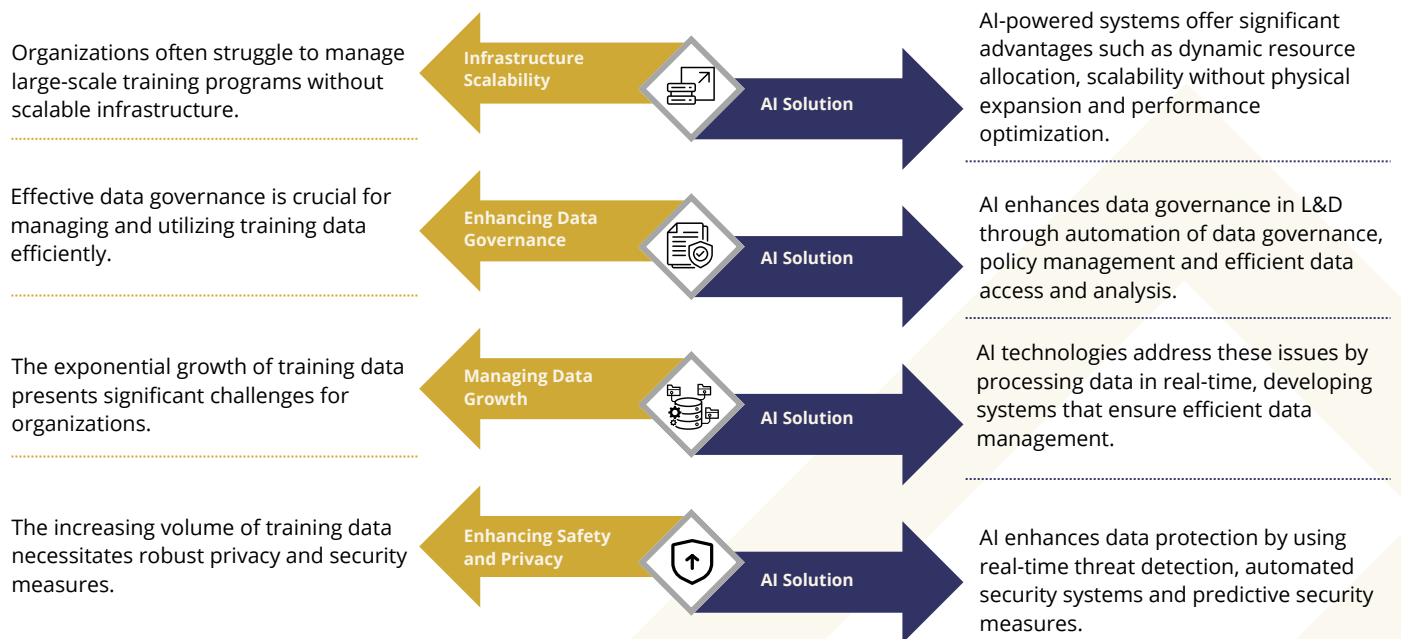 Organizations often struggle to manage
large-scale training programs without
scalable infrastructure.
Infrastructure
Scalability
AI Solution
AI-powered systems offer significant
advantages such as dynamic resource
allocation, scalability without physical
expansion and performance
optimization.
Effective data governance is crucial for
managing and utilizing training data
efficiently.
Enhancing Data
Governance
AI Solution
AI enhances data governance in L&D
through automation of data governance,
policy management and efficient data
access and analysis.
The exponential growth of training data
presents significant challenges for
organizations.
Managing Data
Growth
AI Solution
AI technologies address these issues by
processing data in real-time, developing
systems that ensure efficient data
management.
The increasing volume of training data
necessitates robust privacy and security
measures.
Enhancing Safety
and Privacy
AI Solution
AI enhances data protection by using
real-time threat detection, automated
security systems and predictive security
measures.